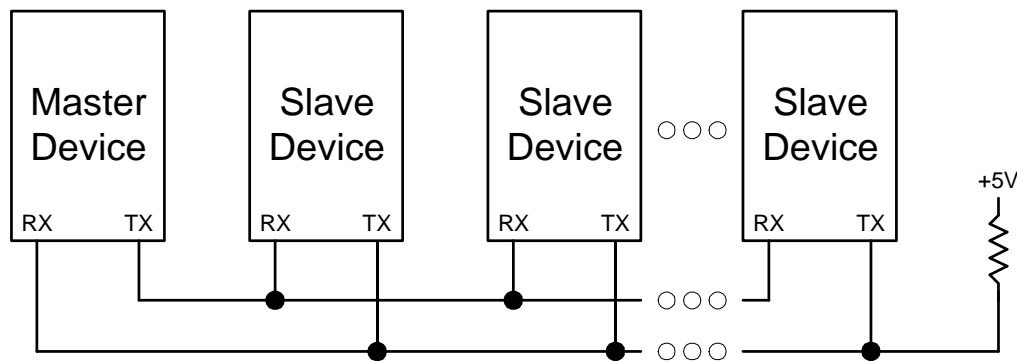 Master
Device
Slave
Device
Slave
Device
Slave
Device
+5V
RX TX
RX TX
RX TX
RX TX